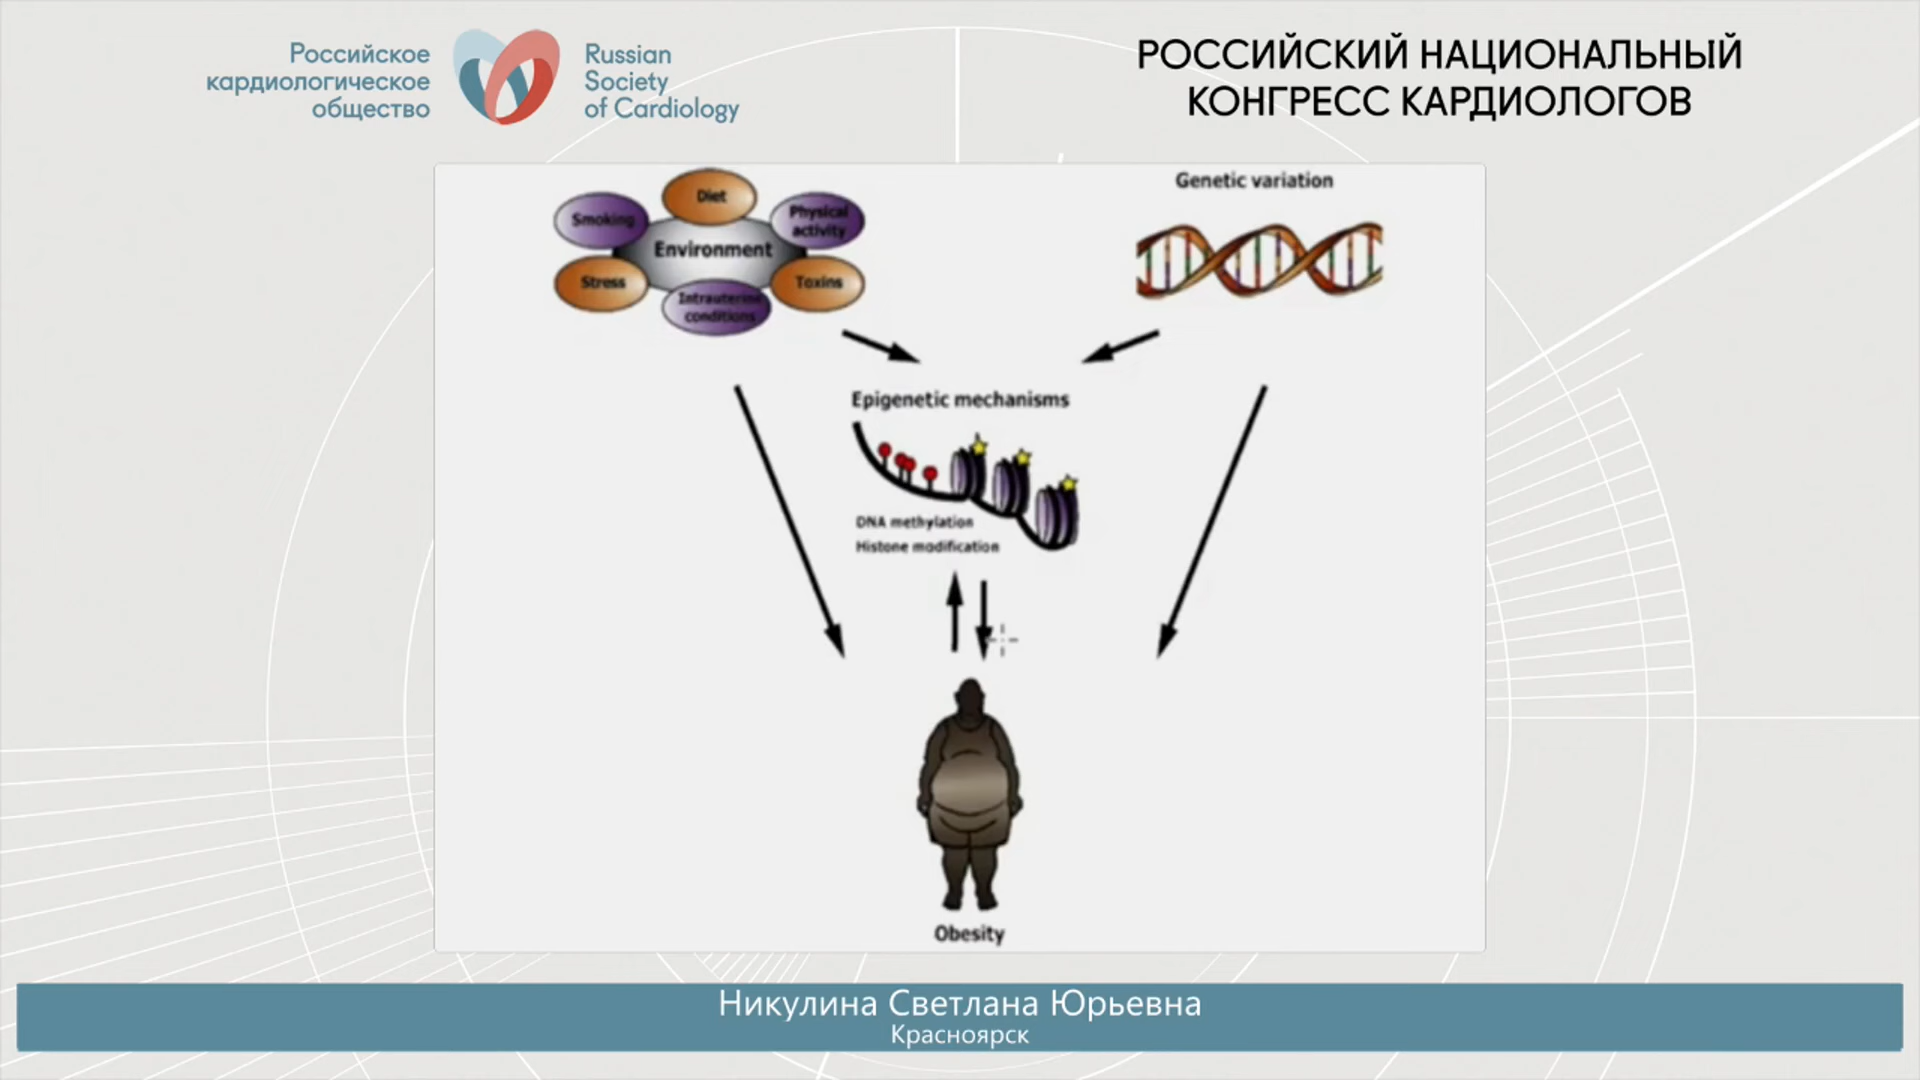 Российское
кардиологическое
общество
Russian
Society
of Cardiology
РОССИЙСКИЙ НАЦИОНАЛЬНЫЙ
КОНГРЕСС КАРДИОЛОГОВ
Diet
Smoking
Physical
activity
Environment
Stress
Toxins
Intrauterine
conditions
Genetic variation
Epigenetic mechanisms
DNA methylation
Histone modification
Obesity
Никулина Светлана Юрьевна
Красноярск